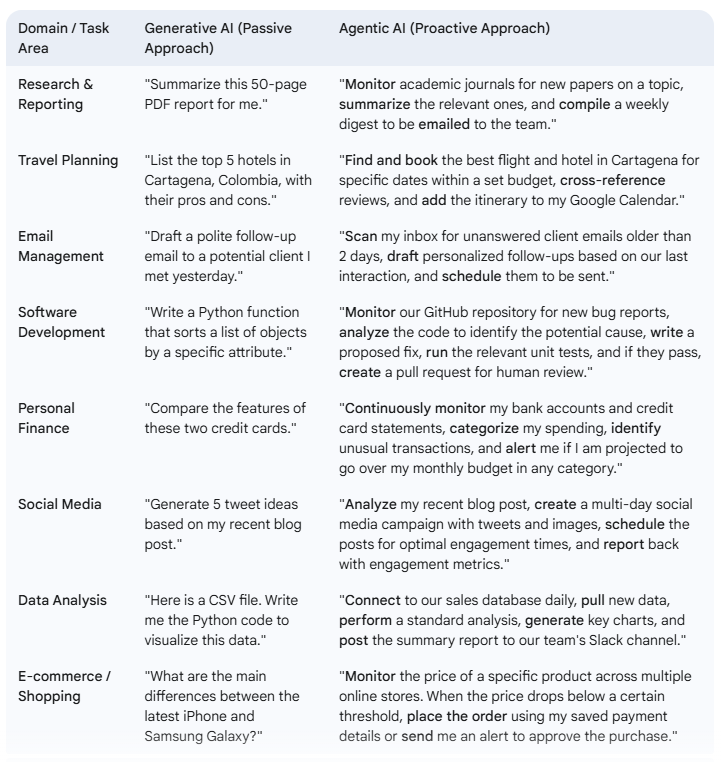 Domain / Task Area
Generative AI (Passive Approach)
Agentic AI (Proactive Approach)
Research & Reporting
"Summarize this 50-page
PDF report for me."
"Monitor academic journals for new papers on a topic,
summarize the relevant ones, and compile a weekly
digest to be emailed to the team."
Travel Planning
"List the top 5 hotels in
Cartagena, Colombia, with
their pros and cons."
"Find and book the best flight and hotel in Cartagena for
specific dates within a set budget, cross-reference
reviews, and add the itinerary to my Google Calendar."
Email
Management
"Draft a polite follow-up
email to a potential client I
met yesterday."
"Scan my inbox for unanswered client emails older than
2 days, draft personalized follow-ups based on our last
interaction, and schedule them to be sent."
Software
Development
"Write a Python function
that sorts a list of objects
by a specific attribute."
"Monitor our GitHub repository for new bug reports,
analyze the code to identify the potential cause, write a
proposed fix, run the relevant unit tests, and if they pass,
create a pull request for human review."
Personal
Finance
"Compare the features of
these two credit cards."
"Continuously monitor my bank accounts and credit
card statements, categorize my spending, identify
unusual transactions, and alert me if I am projected to
go over my monthly budget in any category."
Social Media
"Generate 5 tweet ideas
based on my recent blog
post."
"Analyze my recent blog post, create a multi-day social
media campaign with tweets and images, schedule the
posts for optimal engagement times, and report back
with engagement metrics."
Data Analysis
"Here is a CSV file. Write
me the Python code to
visualize this data."
"Connect to our sales database daily, pull new data,
perform a standard analysis, generate key charts, and
post the summary report to our team's Slack channel."
E-commerce /
Shopping
"What are the main
differences between the
latest iPhone and
Samsung Galaxy?"
"Monitor the price of a specific product across multiple
online stores. When the price drops below a certain
threshold, place the order using my saved payment
details or send me an alert to approve the purchase."